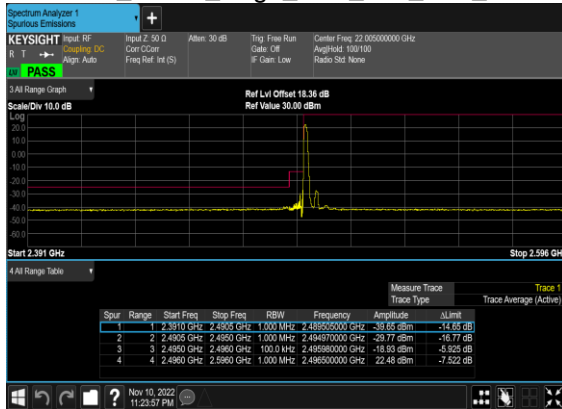 Spectrum Analyzer 1
Spurious Emissions
+
KEYSIGHT Input: RF Input Z: 50 Ω Atten: 30 dB Trig: Free Run Center Freq: 22.005000000 GHz
R T Coupling: DC Corr CCorr Gate: Off Avg|Hold: 100/100
Align: Auto Freq Ref: Int (S) IF Gain: Low Radio Std: None
PASS
3 All Range Graph Ref Lvl Offset 18.36 dB
Scale/Div 10.0 dB Ref Value 30.00 dBm
Log
20.0
10.0
0.00
-10.0
-20.0
-30.0
-40.0
-50.0
-60.0
Start 2.391 GHz Stop 2.596 GH
4 All Range Table
Measure Trace Trace 1
Trace Type Trace Average (Active)
Spur Range Start Freq Stop Freq RBW Frequency Amplitude ΔLimit
1 1 2.3910 GHz 2.4905 GHz 1.000 MHz 2.489505000 GHz -39.65 dBm -14.65 dB
2 2 2.4905 GHz 2.4950 GHz 1.000 MHz 2.494970000 GHz -29.77 dBm -16.77 dB
3 3 2.4950 GHz 2.4960 GHz 100.0 kHz 2.495980000 GHz -18.93 dBm -5.925 dB
4 4 2.4960 GHz 2.5960 GHz 1.000 MHz 2.496500000 GHz 22.48 dBm -7.522 dB
? Nov 10, 2022
11:23:57 PM